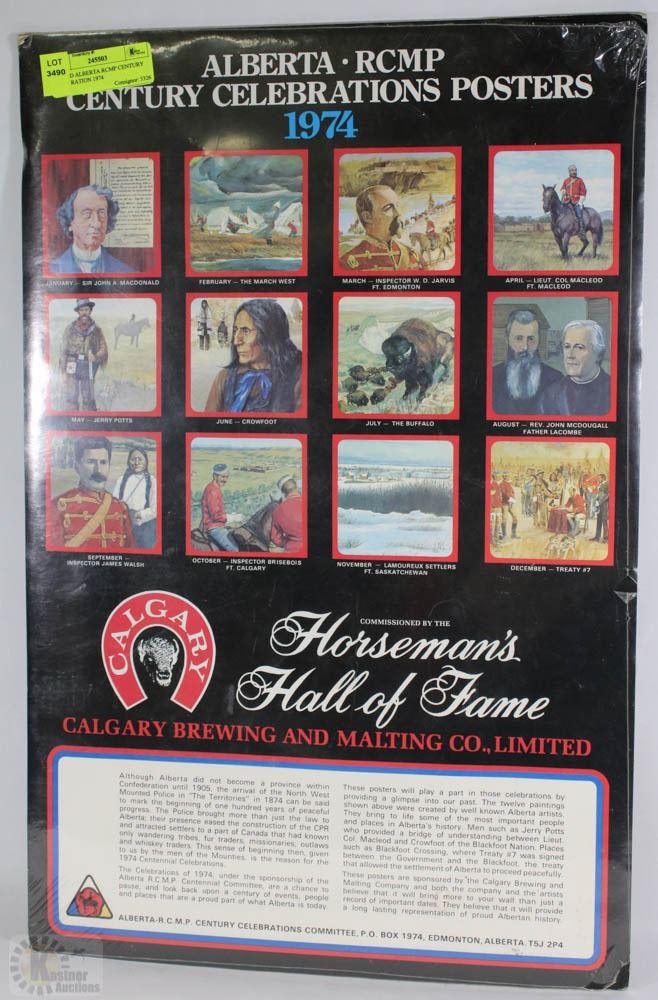 LOT
3490
Inventory #:
245503
D ALBERTA RCMP CENTURY
RATION 1974
Consignor: 3326
ALBERTA · RCMP
CENTURY CELEBRATIONS POSTERS
1974
JANUARY — SIR JOHN A. MACDONALD
FEBRUARY — THE MARCH WEST
MARCH — INSPECTOR W. D. JARVIS
FT. EDMONTON
APRIL — LIEUT. COL MACLEOD
FT. MACLEOD
MAY — JERRY POTTS
JUNE — CROWFOOT
JULY — THE BUFFALO
AUGUST — REV. JOHN MCDOUGALL
FATHER LACOMBE
SEPTEMBER —
INSPECTOR JAMES WALSH
OCTOBER — INSPECTOR BRISEBOIS
FT. CALGARY
NOVEMBER — LAMOUREUX SETTLERS
FT. SASKATCHEWAN
DECEMBER — TREATY #7
CALGARY
COMMISSIONED BY THE
Horseman's
Hall of Fame
CALGARY BREWING AND MALTING CO., LIMITED
Although Alberta did not become a province within
Confederation until 1905, the arrival of the North West
Mounted Police in "The Territories" in 1874 can be said
to mark the beginning of one hundred years of peaceful
progress. The Police brought more than just the law to
Alberta; their presence eased the construction of the CPR
and attracted settlers to a part of Canada that had known
only wandering tribes, fur traders, missionaries, outlaws
and whiskey traders. This sense of beginning then, given
to us by the men of the Mounties, is the reason for the
1974 Centennial Celebrations.
The Celebrations of 1974, under the sponsorship of the
Alberta R.C.M.P. Centennial Committee, are a chance to
pause, and look back upon a century of events, people
and places that are a proud part of what Alberta is today.
These posters will play a part in those celebrations by
providing a glimpse into our past. The twelve paintings
shown above were created by well known Alberta artists.
They bring to life some of the most important people
and places in Alberta's history. Men such as Jerry Potts
who provided a bridge of understanding between Lieut.
Col. Macleod and Crowfoot of the Blackfoot Nation. Places
such as Blackfoot Crossing, where Treaty #7 was signed
between the Government and the Blackfoot, the treaty
that allowed the settlement of Alberta to proceed peacefully.
These posters are sponsored by the Calgary Brewing and
Malting Company and both the company and the artists
believe that it will bring more to your wall than just a
record of important dates. They believe that it will provide
a long lasting representation of proud Albertan history.
ALBERTA-R.C.M.P. CENTURY CELEBRATIONS COMMITTEE, P.O. BOX 1974, EDMONTON, ALBERTA. T5J 2P4
Kastner
Auctions